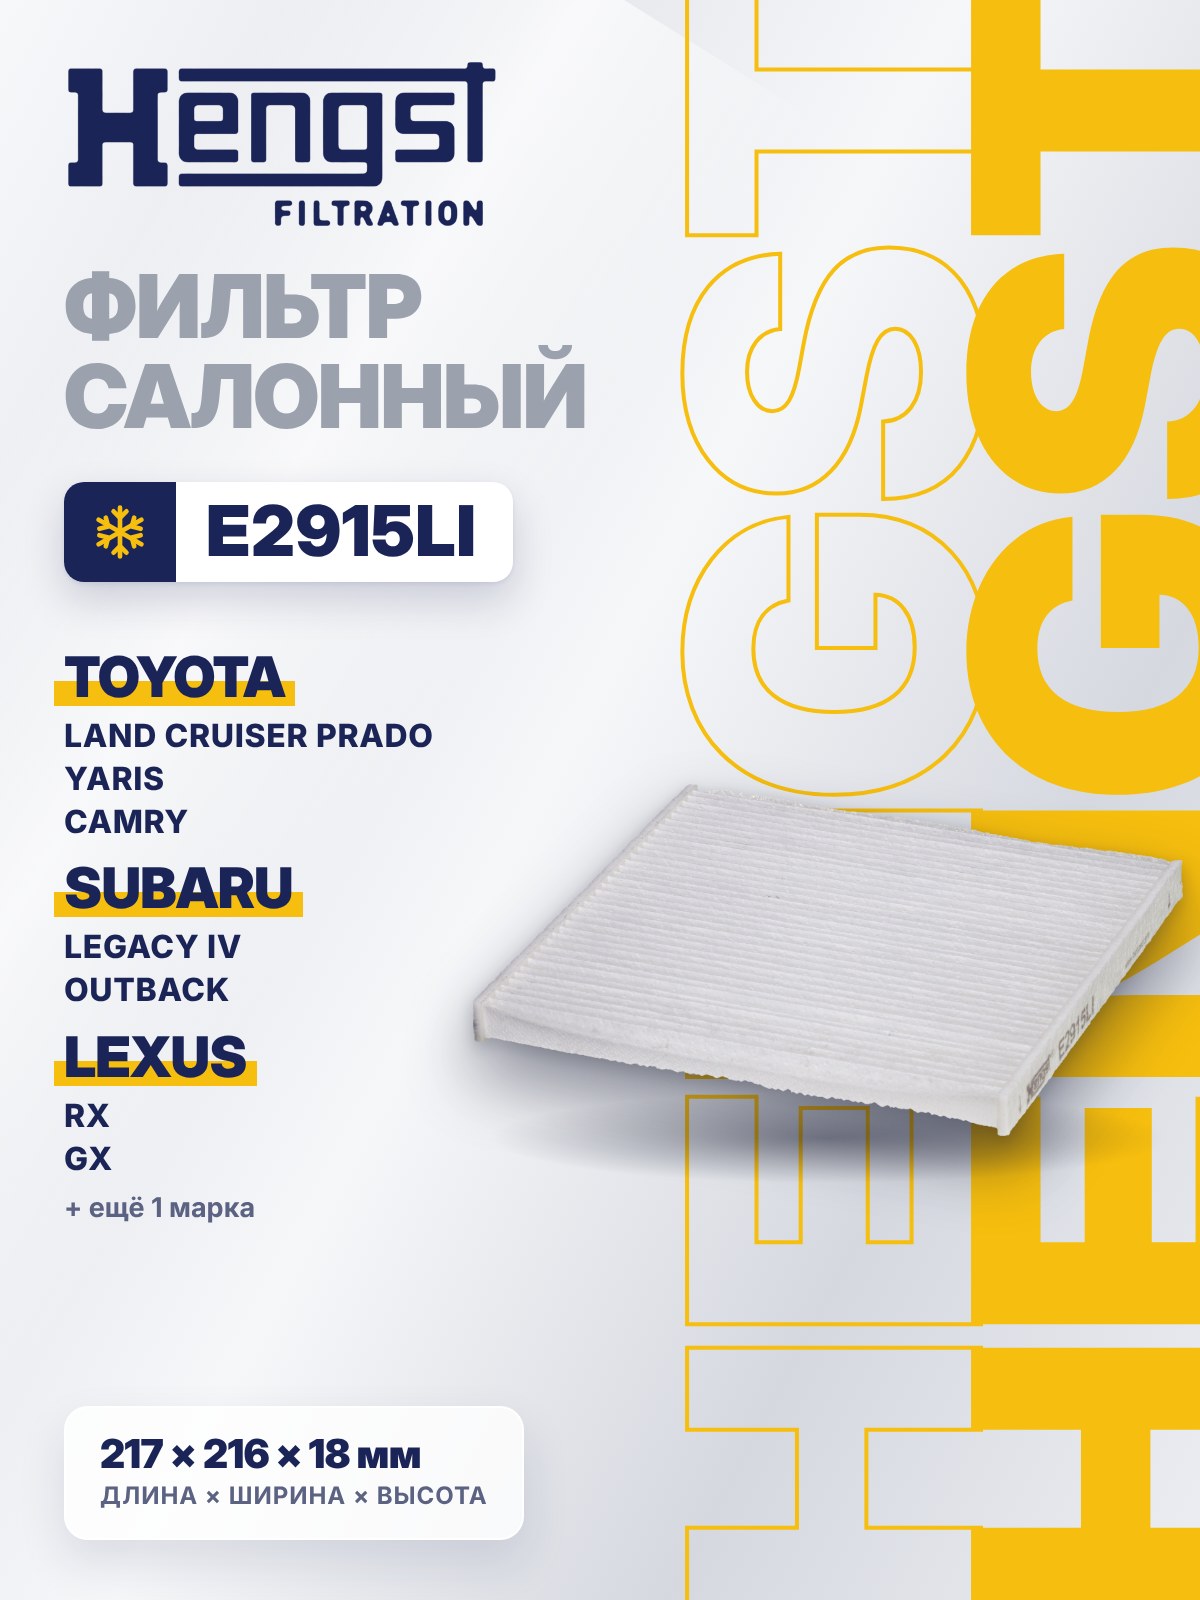 Hengst
FILTRATION
ФИЛЬТР
САЛОННЫЙ
E2915LI
TOYOTA
LAND CRUISER PRADO
YARIS
CAMRY
SUBARU
LEGACY IV
OUTBACK
LEXUS
RX
GX
+ ещё 1 марка
217 × 216 × 18 мм
ДЛИНА × ШИРИНА × ВЫСОТА
HENGST
HENGST
Hengst E2915LI